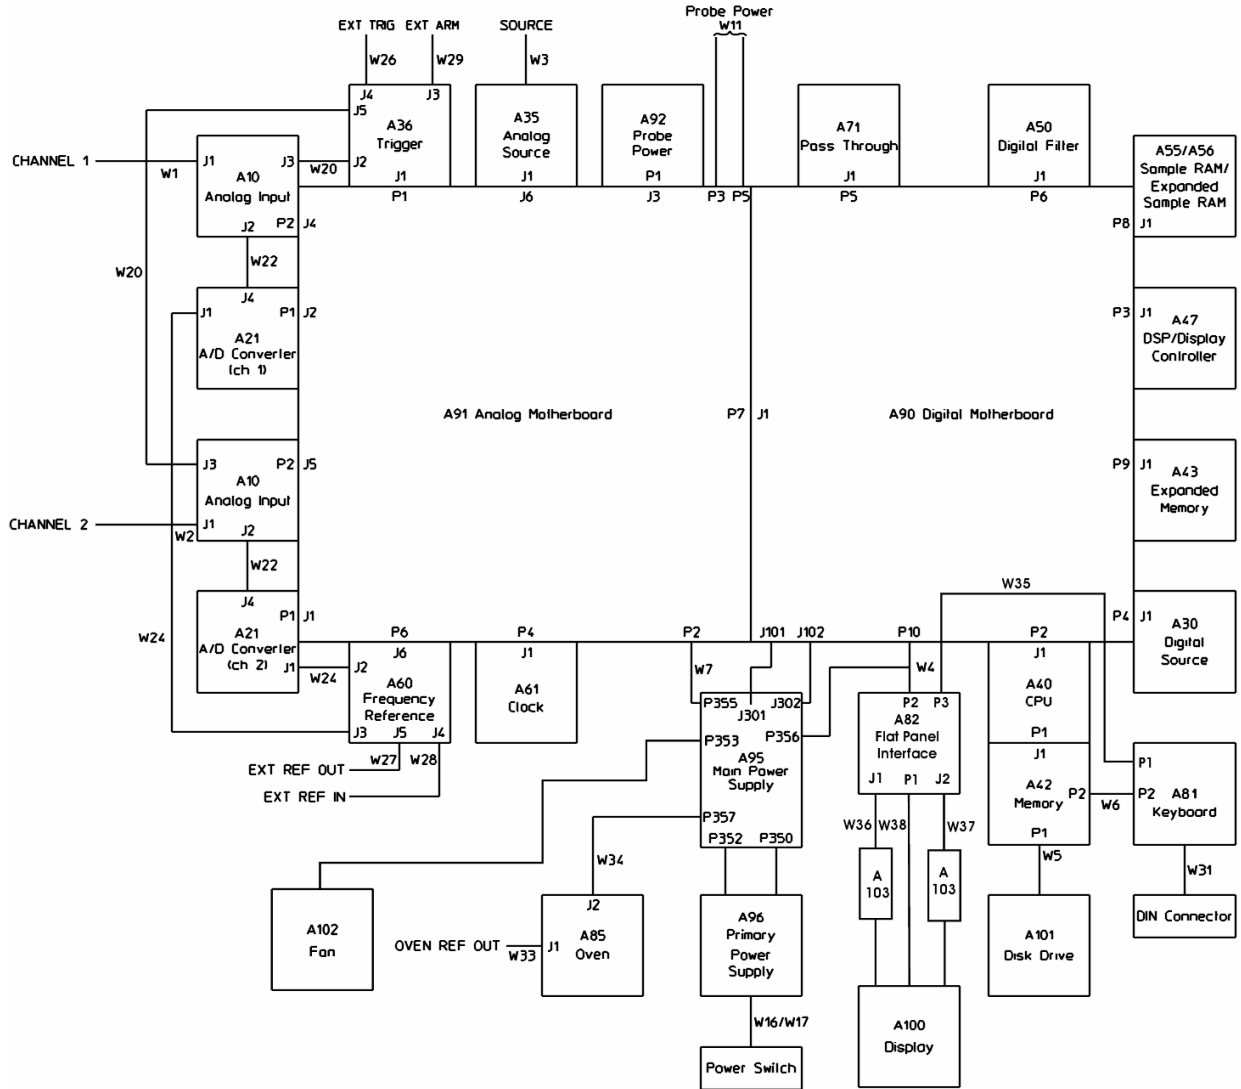 Probe Power
W11
EXT TRIG
EXT ARM
SOURCE
W26
W29
W3
J4
J3
J5
A36
Trigger
J2
J1
P1
A35
Analog
Source
J1
J6
A92
Probe
Power
P1
J3
P3
P5
A71
Pass Through
J1
P5
A50
Digital Filter
J1
P6
A55/A56
Sample RAM/
Expanded
Sample RAM
P8
J1
CHANNEL 1
W1
J1
J3
W20
A10
Analog Input
J2
P2
J4
W20
W22
J4
J1
P1
J2
A21
A/D Converter
(ch 1)
P3
J1
A47
DSP/Display
Controller
A91 Analog Motherboard
P7
J1
A90 Digital Motherboard
J3
P2
J5
A10
Analog Input
P9
J1
A43
Expanded
Memory
CHANNEL 2
W2
J1
J2
W22
W35
J4
P1
J1
A21
A/D Converter
(ch 2)
J1
W24
W24
P6
J6
J2
A60
Frequency
Reference
J3
J5
J4
P4
J1
A61
Clock
P2
J101
J102
P10
P2
P4
J1
A30
Digital
Source
W7
W4
P355
J301
J302
P353
P356
A95
Main Power
Supply
P357
P352
P350
P2
P3
A82
Flat Panel
Interface
J1
P1
J2
J1
A40
CPU
P1
J1
A42
Memory
P2
P1
W6
P1
P2
A81
Keyboard
W27
W28
EXT REF OUT
EXT REF IN
W36
W38
W37
W5
W31
W34
A
103
A
103
DIN Connector
A102
Fan
OVEN REF OUT
W33
J2
J1
A85
Oven
A96
Primary
Power
Supply
A101
Disk Drive
W16/W17
A100
Display
Power Switch